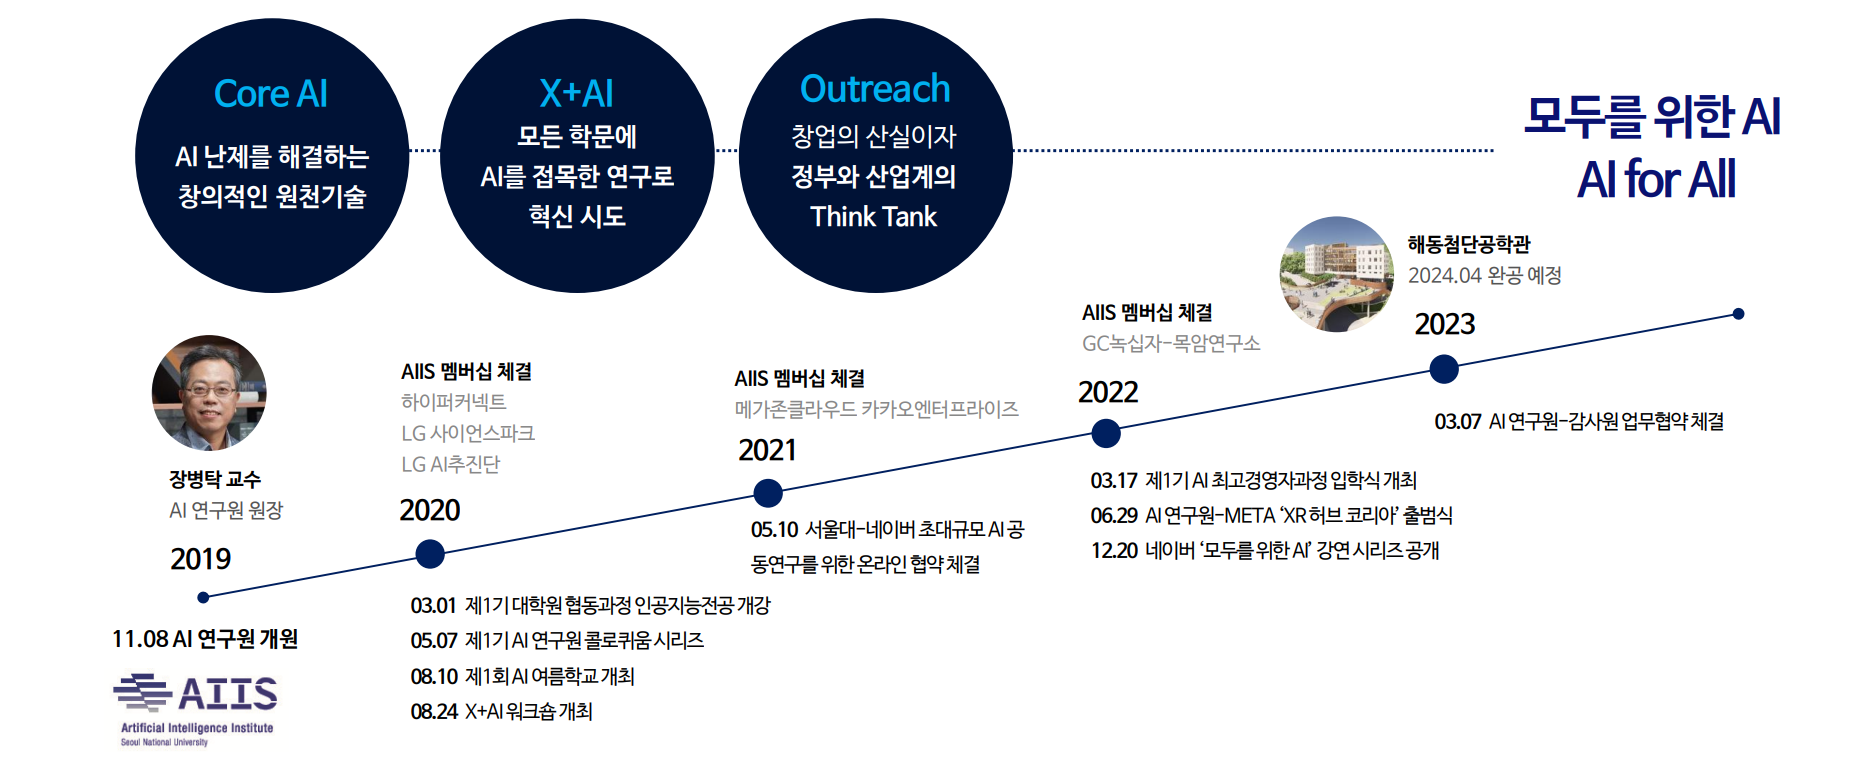 Core AI
AI 난제를 해결하는
창의적인 원천기술
X+AI
모든 학문에
AI를 접목한 연구로
혁신 시도
Outreach
창업의 산실이자
정부와 산업계의
Think Tank
모두를 위한 AI
AI for All
장병탁 교수
AI 연구원 원장
2019
11.08 AI 연구원 개원
AIIS
Artificial Intelligence Institute
Seoul National University
AIIS 멤버십 체결
하이퍼커넥트
LG 사이언스파크
LG AI추진단
2020
03.01 제1기 대학원 협동과정 인공지능전공 개강
05.07 제1기 AI 연구원 콜로퀴움 시리즈
08.10 제1회 AI 여름학교 개최
08.24 X+AI 워크숍 개최
AIIS 멤버십 체결
메가존클라우드 카카오엔터프라이즈
2021
05.10 서울대-네이버 초대규모 AI 공
동연구를 위한 온라인 협약 체결
AIIS 멤버십 체결
GC녹십자-목암연구소
2022
03.17 제1기 AI 최고경영자과정 입학식 개최
06.29 AI 연구원-META ‘XR 허브 코리아’ 출범식
12.20 네이버 ‘모두를 위한 AI’ 강연 시리즈 공개
해동첨단공학관
2024.04 완공 예정
2023
03.07 AI 연구원-감사원 업무협약 체결